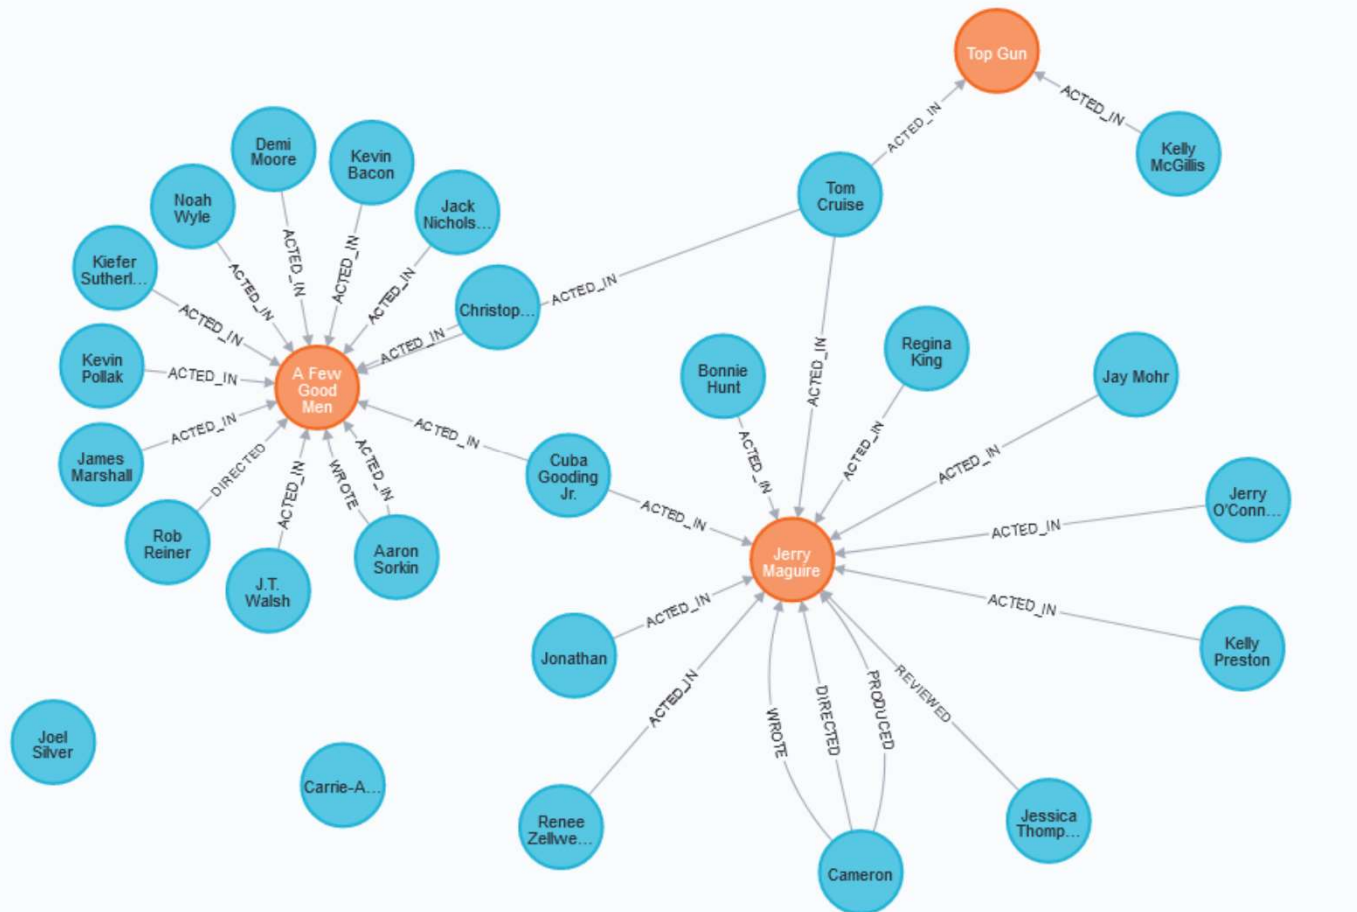 Top Gun
ACTED_IN
ACTED_IN
Kelly
McGillis
Tom
Cruise
Demi
Moore
Kevin
Bacon
Jack
Nichols...
Noah
Wyle
Kiefer
Sutherl...
Christop...
Kevin
Pollak
James
Marshall
Rob
Reiner
J.T.
Walsh
Aaron
Sorkin
A Few
Good
Men
ACTED_IN
ACTED_IN
ACTED_IN
ACTED_IN
ACTED_IN
ACTED_IN
ACTED_IN
ACTED_IN
ACTED_IN
DIRECTED
ACTED_IN
WROTE
ACTED_IN
ACTED_IN
Cuba
Gooding
Jr.
ACTED_IN
ACTED_IN
Bonnie
Hunt
ACTED_IN
Regina
King
ACTED_IN
Jay Mohr
ACTED_IN
Jerry
O'Conn...
ACTED_IN
Kelly
Preston
ACTED_IN
Jerry
Maguire
Jonathan
ACTED_IN
Renee
Zellwe...
ACTED_IN
WROTE
DIRECTED
PRODUCED
REVIEWED
Cameron
Jessica
Thomp...
Joel
Silver
Carrie-A...